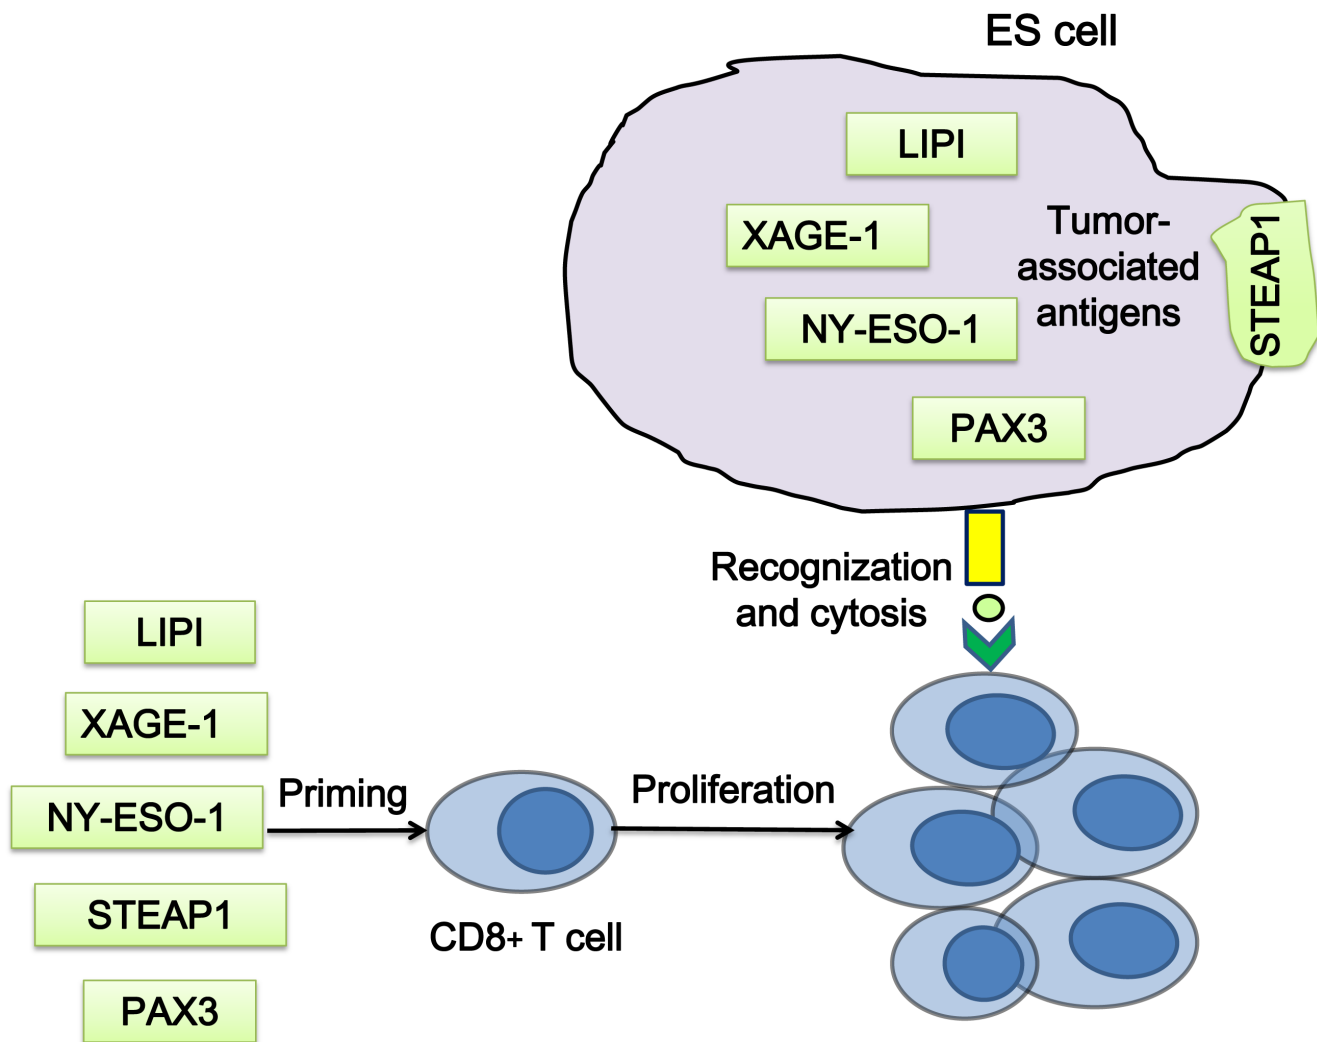 ES cell
LIPI
XAGE-1
Tumor-
associated
antigens
STEAP1
NY-ESO-1
PAX3
Recognization
and cytosis
LIPI
XAGE-1
NY-ESO-1
STEAP1
PAX3
Priming
CD8+ T cell
Proliferation